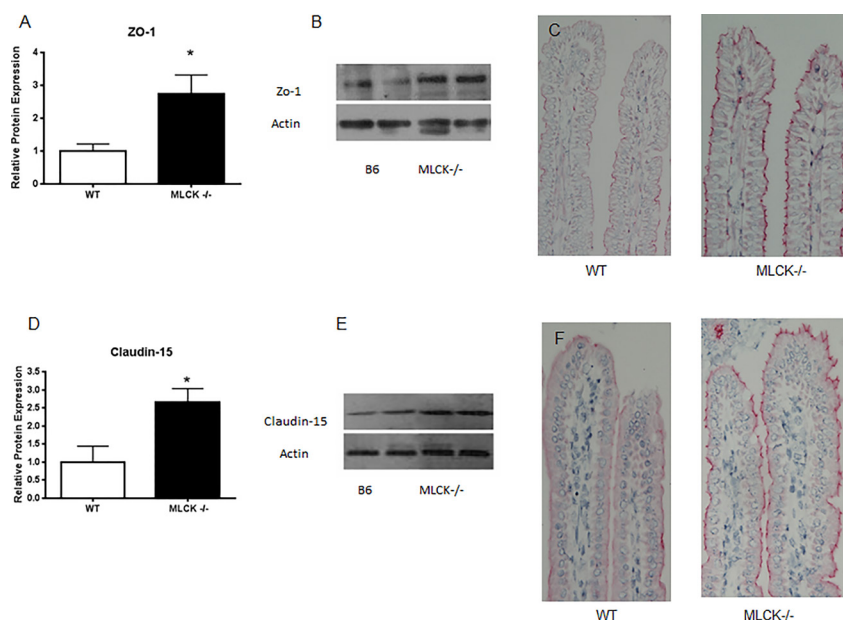 A
ZO-1
Relative Protein Expression
4
3
2
1
0
*
WT
MLCK -/-
B
Zo-1
Actin
B6
MLCK-/-
C
WT
MLCK-/-
D
Claudin-15
Relative Protein Expression
3.5
3.0
2.5
2.0
1.5
1.0
0.5
0.0
*
WT
MLCK -/-
E
Claudin-15
Actin
B6
MLCK-/-
F
WT
MLCK-/-